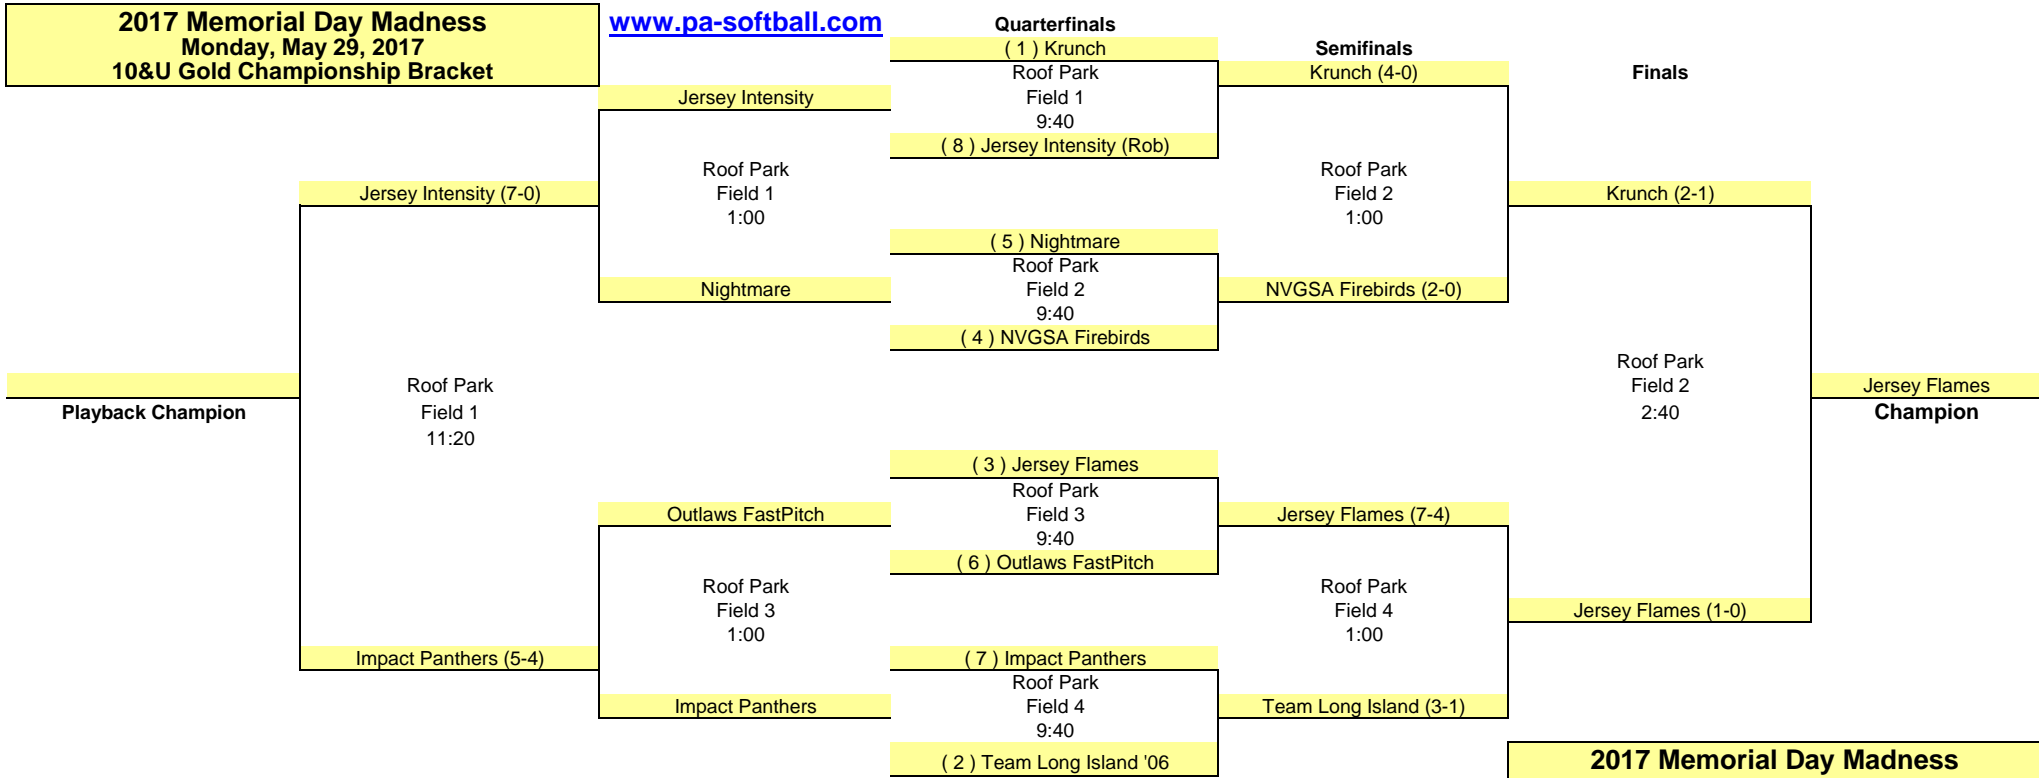 2017 Memorial Day Madness
Monday, May 29, 2017
10&U Gold Championship Bracket
www.pa-softball.com
Quarterfinals
( 1 ) Krunch
Semifinals
Roof Park
Krunch (4-0)
Finals
Jersey Intensity
Field 1
9:40
( 8 ) Jersey Intensity (Rob)
Roof Park
Roof Park
Jersey Intensity (7-0)
Field 1
Field 2
Krunch (2-1)
1:00
1:00
( 5 ) Nightmare
Roof Park
Nightmare
Field 2
NVGSA Firebirds (2-0)
9:40
( 4 ) NVGSA Firebirds
Roof Park
Roof Park
Field 2
Jersey Flames
Playback Champion
Field 1
2:40
Champion
11:20
( 3 ) Jersey Flames
Roof Park
Outlaws FastPitch
Field 3
Jersey Flames (7-4)
9:40
( 6 ) Outlaws FastPitch
Roof Park
Roof Park
Field 3
Field 4
Jersey Flames (1-0)
1:00
1:00
Impact Panthers (5-4)
( 7 ) Impact Panthers
Roof Park
Impact Panthers
Field 4
Team Long Island (3-1)
9:40
( 2 ) Team Long Island '06
2017 Memorial Day Madness